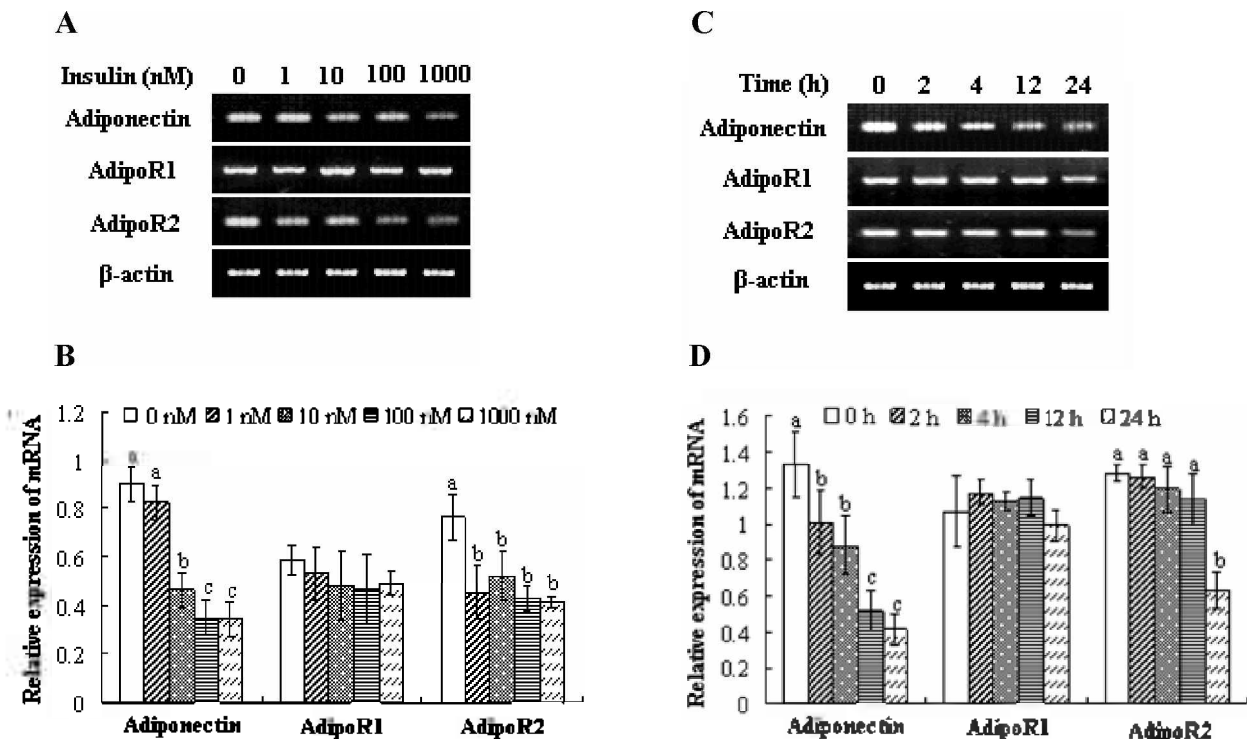 A
Insulin (nM) 0 1 10 100 1000
Adiponectin
AdipoR1
AdipoR2
β-actin
B
Relative expression of mRNA
1.2
1
0.8
0.6
0.4
0.2
0
0 nM 1 nM 10 nM 100 nM 1000 nM
a
b
c c
a
b b b b
Adiponectin AdipoR1 AdipoR2
C
Time (h) 0 2 4 12 24
Adiponectin
AdipoR1
AdipoR2
β-actin
D
Relative expression of mRNA
1.6
1.4
1.2
1
0.8
0.6
0.4
0.2
0
0 h 2 h 4 h 12 h 24 h
a
b b
c c
a a a a
b
Adiponectin AdipoR1 AdipoR2